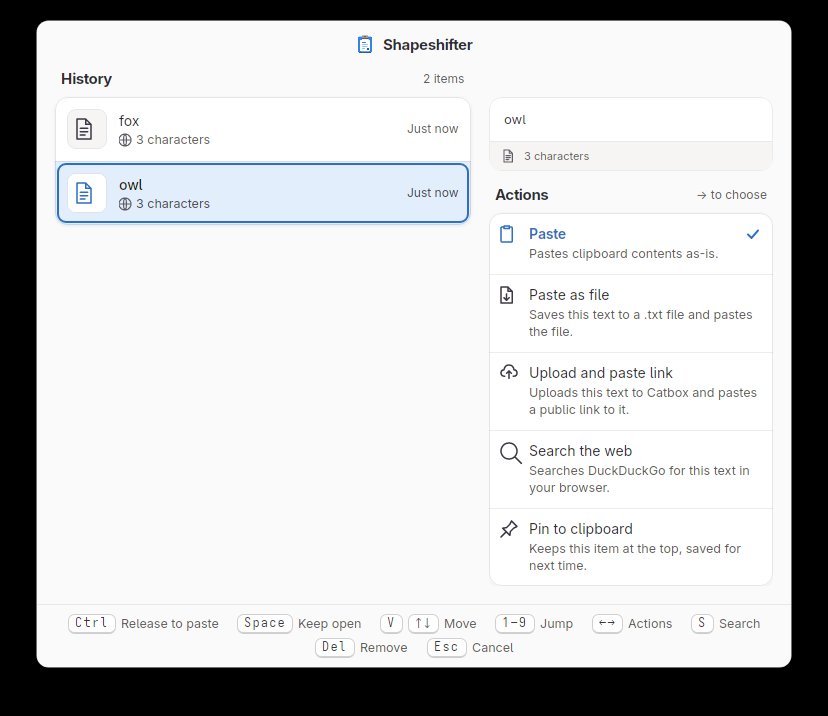 Shapeshifter
History
2 items
fox
3 characters
Just now
owl
3 characters
Just now
owl
3 characters
Actions
→ to choose
Paste
Pastes clipboard contents as-is.
Paste as file
Saves this text to a .txt file and pastes
the file.
Upload and paste link
Uploads this text to Catbox and pastes
a public link to it.
Search the web
Searches DuckDuckGo for this text in
your browser.
Pin to clipboard
Keeps this item at the top, saved for
next time.
Ctrl Release to paste Space Keep open V ↑↓ Move 1–9 Jump ←→ Actions S Search
Del Remove Esc Cancel